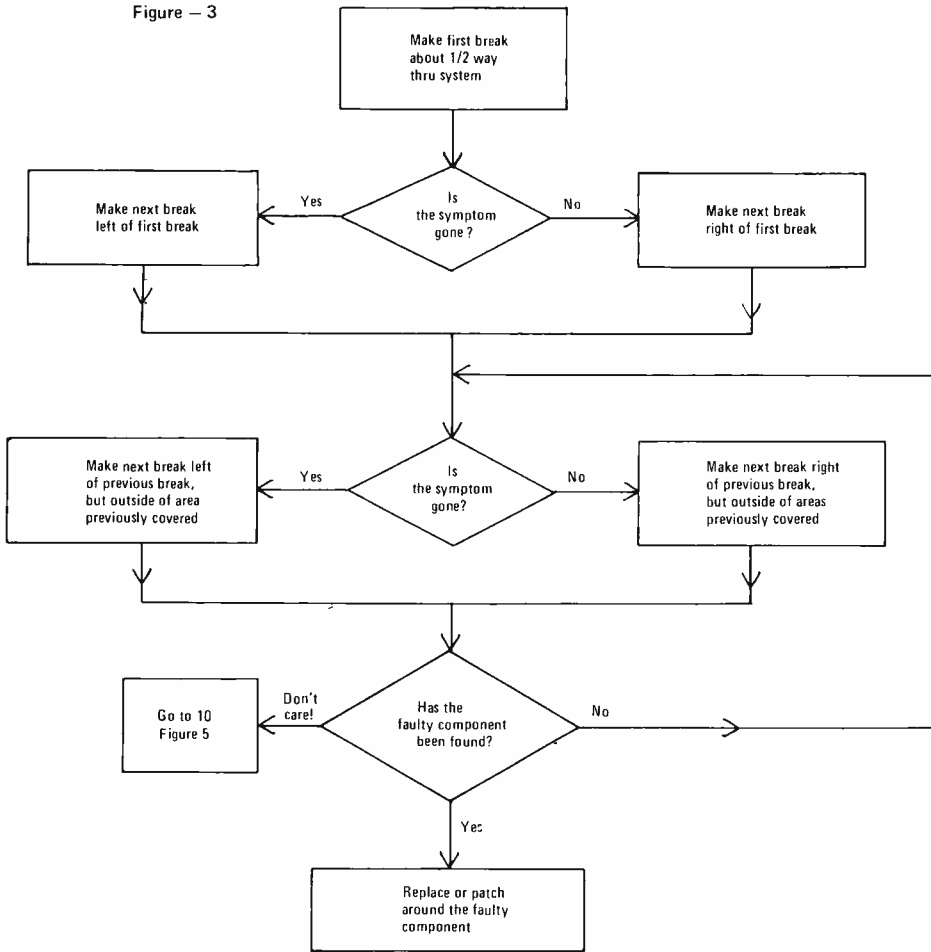 Figure – 3
Make first break
about 1/2 way
thru system
Yes
Is
the symptom
gone?
No
Make next break
left of first break
Make next break
right of first break
Make next break left
of previous break,
but outside of area
previously covered
Yes
Is
the symptom
gone?
No
Make next break right
of previous break,
but outside of areas
previously covered
Go to 10
Figure 5
Don't
care!
Has the
faulty component
been found?
No
Yes
Replace or patch
around the faulty
component